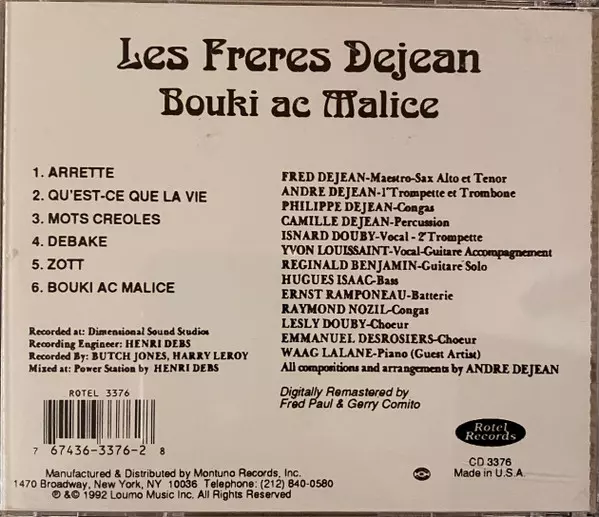 Les Freres Dejean
Bouki ac Malice
1. ARRETTE
2. QU'EST-CE QUE LA VIE
3. MOTS CREOLES
4. DEBAKE
5. ZOTT
6. BOUKI AC MALICE
Recorded at: Dimensional Sound Studios
Recording Engineer: HENRI DEBS
Recorded By: BUTCH JONES, HARRY LEROY
Mixed at: Power Station by HENRI DEBS
FRED DEJEAN-Maestro-Sax Alto et Tenor
ANDRE DEJEAN-1°Trompette et Trombone
PHILIPPE DEJEAN-Congas
CAMILLE DEJEAN-Percussion
ISNARD DOUBY-Vocal - 2°Trompette
YVON LOUISSAINT-Vocal-Guitare Accompagnement
REGINALD BENJAMIN-Guitare Solo
HUGUES ISAAC-Bass
ERNST RAMPONEAU-Batterie
RAYMOND NOZIL-Congas
LESLY DOUBY-Choeur
EMMANUEL DESROSIERS-Choeur
WAAG LALANE-Piano (Guest Artist)
All compositions and arrangements by ANDRE DEJEAN
Digitally Remastered by
Fred Paul & Gerry Comito
ROTEL 3376
7 67436-3376-2 8
Rotel
Records
CD 3376
Made in U.S.A.
Manufactured & Distributed by Montuno Records, Inc.
1470 Broadway, New York, NY 10036 Telephone: (212) 840-0580
℗ &© 1992 Loumo Music Inc. All Rights Reserved